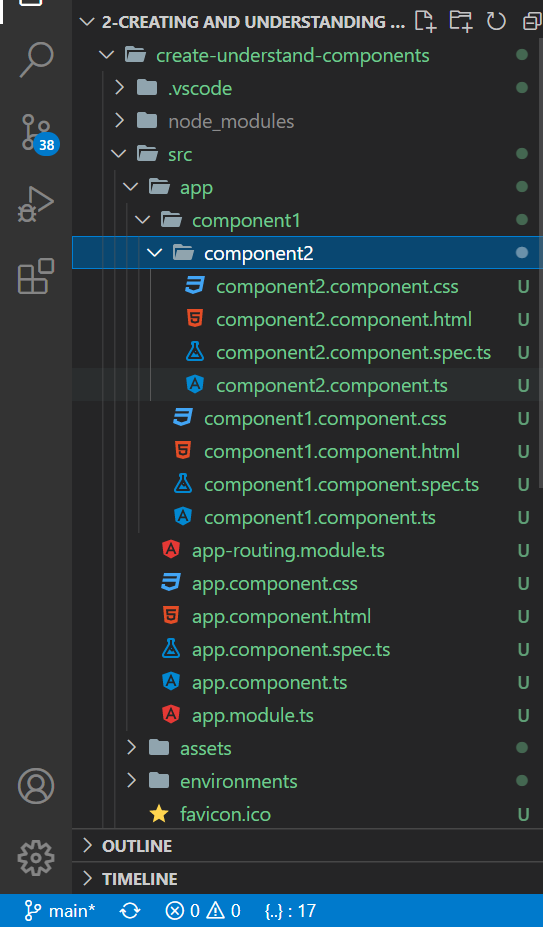 2-CREATING AND UNDERSTANDING ...
create-understand-components
.vscode
node_modules
src
app
component1
component2
component2.component.css U
component2.component.html U
component2.component.spec.ts U
component2.component.ts U
component1.component.css U
component1.component.html U
component1.component.spec.ts U
component1.component.ts U
app-routing.module.ts U
app.component.css U
app.component.html U
app.component.spec.ts U
app.component.ts U
app.module.ts U
assets
environments
favicon.ico U
38
OUTLINE
TIMELINE
main* 0 0 {..} : 17